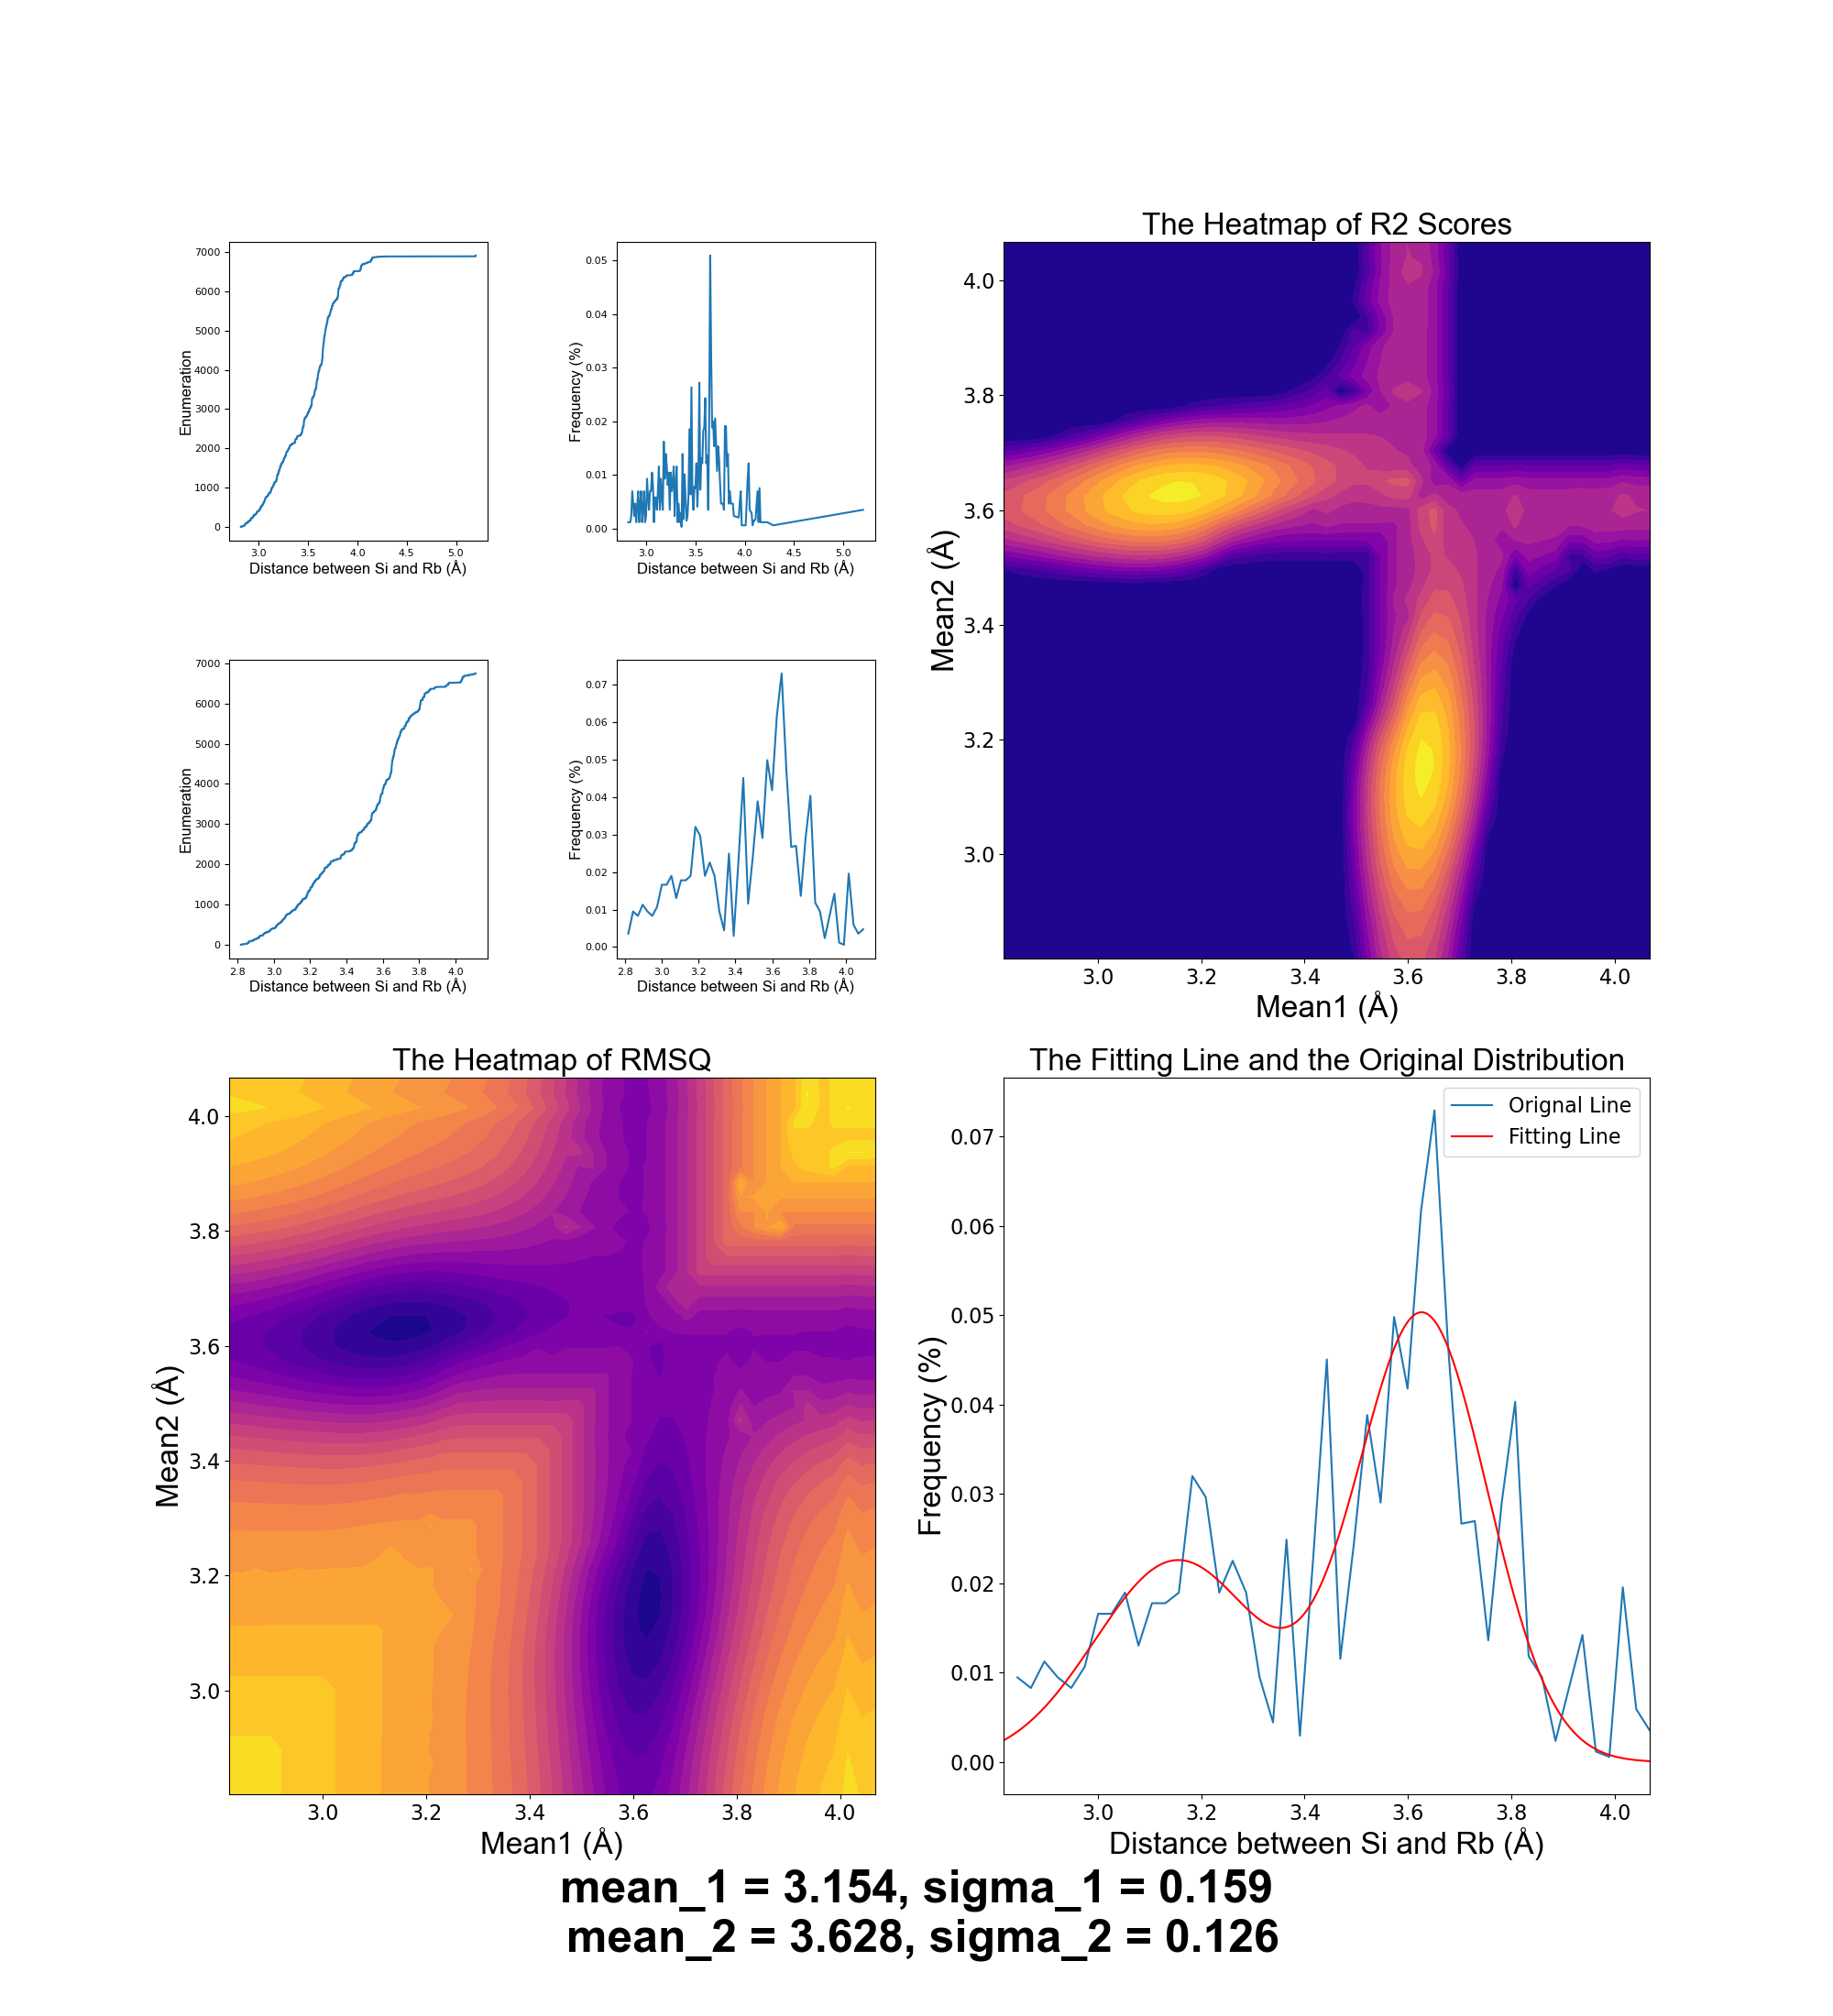 The Heatmap of R2 Scores
7000
6000
5000
4000
3000
2000
1000
0
Enumeration
3.0 3.5 4.0 4.5 5.0
Distance between Si and Rb (Å)
0.05
0.04
0.03
0.02
0.01
0.00
Frequency (%)
3.0 3.5 4.0 4.5 5.0
Distance between Si and Rb (Å)
4.0
3.8
3.6
3.4
3.2
3.0
Mean2 (Å)
3.0 3.2 3.4 3.6 3.8 4.0
Mean1 (Å)
7000
6000
5000
4000
3000
2000
1000
0
Enumeration
2.8 3.0 3.2 3.4 3.6 3.8 4.0
Distance between Si and Rb (Å)
0.07
0.06
0.05
0.04
0.03
0.02
0.01
0.00
Frequency (%)
2.8 3.0 3.2 3.4 3.6 3.8 4.0
Distance between Si and Rb (Å)
The Heatmap of RMSQ
4.0
3.8
3.6
3.4
3.2
3.0
Mean2 (Å)
3.0 3.2 3.4 3.6 3.8 4.0
Mean1 (Å)
The Fitting Line and the Original Distribution
Orignal Line
Fitting Line
0.07
0.06
0.05
0.04
0.03
0.02
0.01
0.00
Frequency (%)
3.0 3.2 3.4 3.6 3.8 4.0
Distance between Si and Rb (Å)
mean_1 = 3.154, sigma_1 = 0.159
mean_2 = 3.628, sigma_2 = 0.126